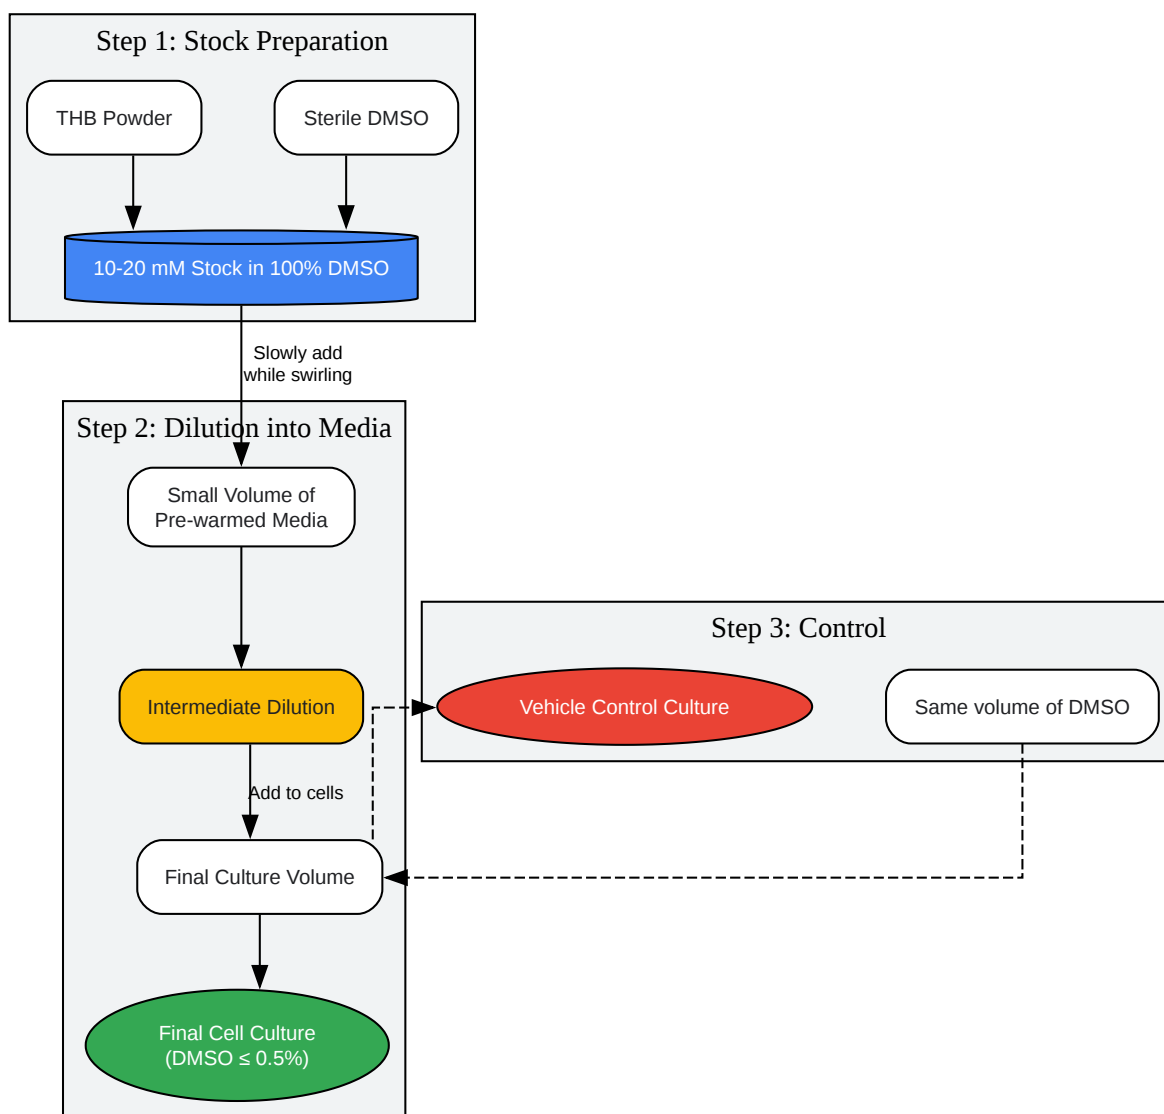 Step 1: Stock Preparation
THB Powder
Sterile DMSO
10-20 mM Stock in 100% DMSO
Slowly add
while swirling
Step 2: Dilution into Media
Small Volume of
Pre-warmed Media
Step 3: Control
Intermediate Dilution
Vehicle Control Culture
Same volume of DMSO
Add to cells
Final Culture Volume
Final Cell Culture
(DMSO ≤ 0.5%)